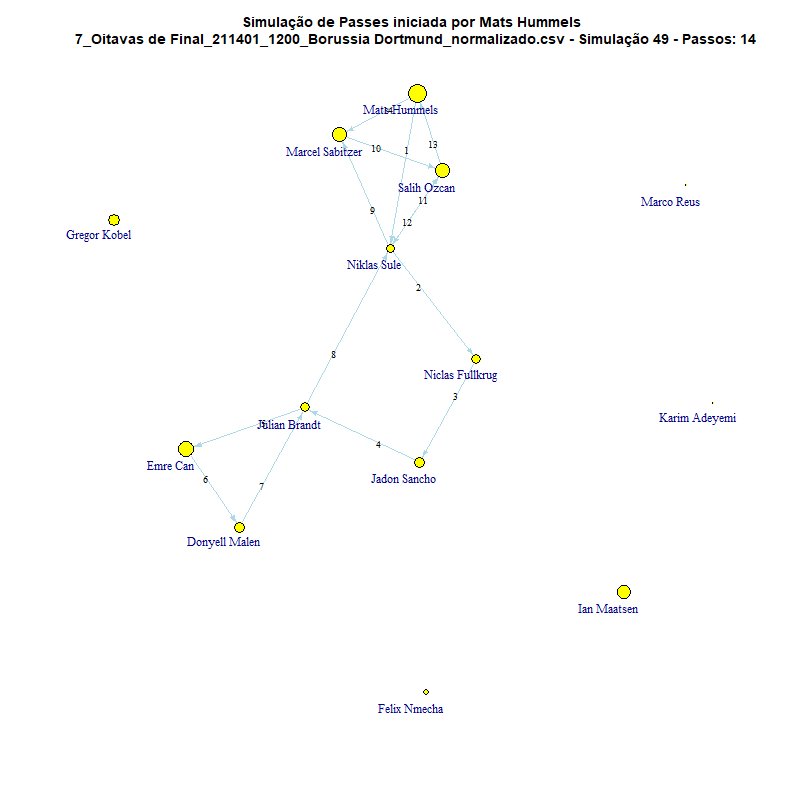 Simulação de Passes iniciada por Mats Hummels
7_Oitavas de Final_211401_1200_Borussia Dortmund_normalizado.csv - Simulação 49 - Passos: 14
Mats Hummels
14
13
Marcel Sabitzer
10
1
Salih Ozcan
Marco Reus
11
9
12
Gregor Kobel
Niklas Sule
2
8
Niclas Fullkrug
3
Karim Adeyemi
Julian Brandt
5
4
Emre Can
6
7
Jadon Sancho
Donyell Malen
Ian Maatsen
Felix Nmecha